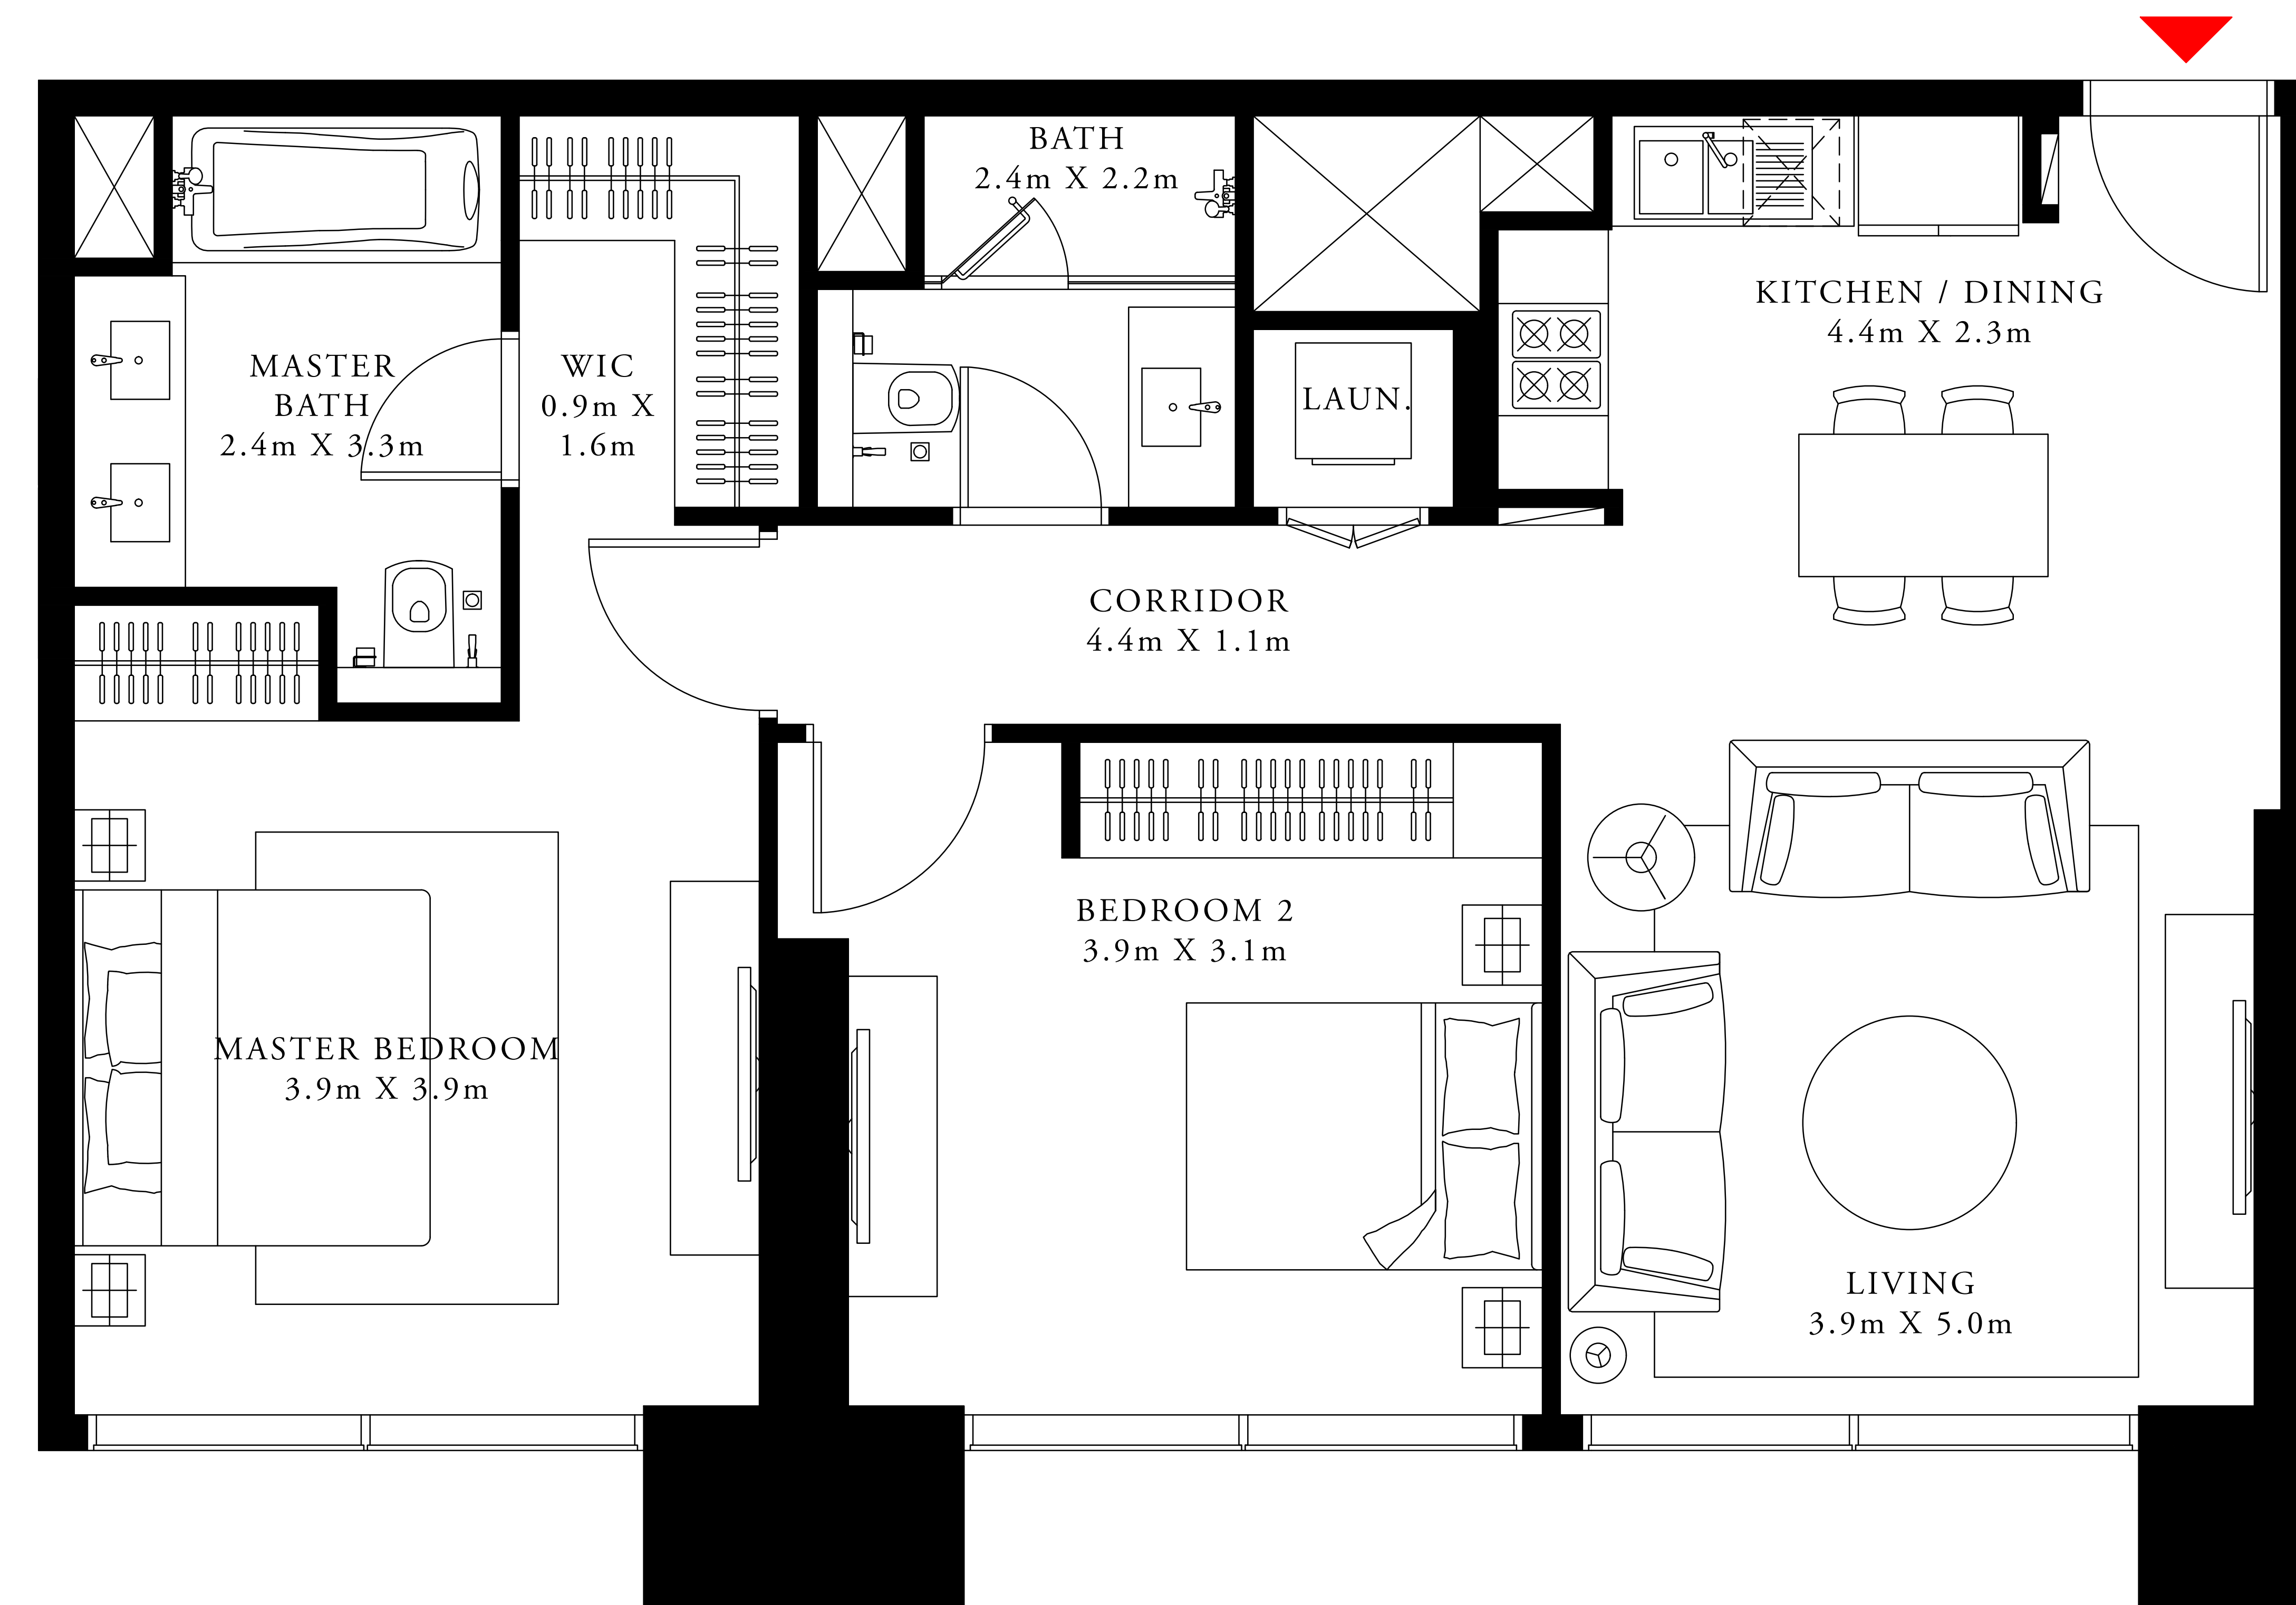 BATH
2.4m X 2.2m
KITCHEN / DINING
4.4m X 2.3m
MASTER
BATH
2.4m X 3.3m
WIC
0.9m X
1.6m
LAUN.
CORRIDOR
4.4m X 1.1m
BEDROOM 2
3.9m X 3.1m
MASTER BEDROOM
3.9m X 3.9m
LIVING
3.9m X 5.0m